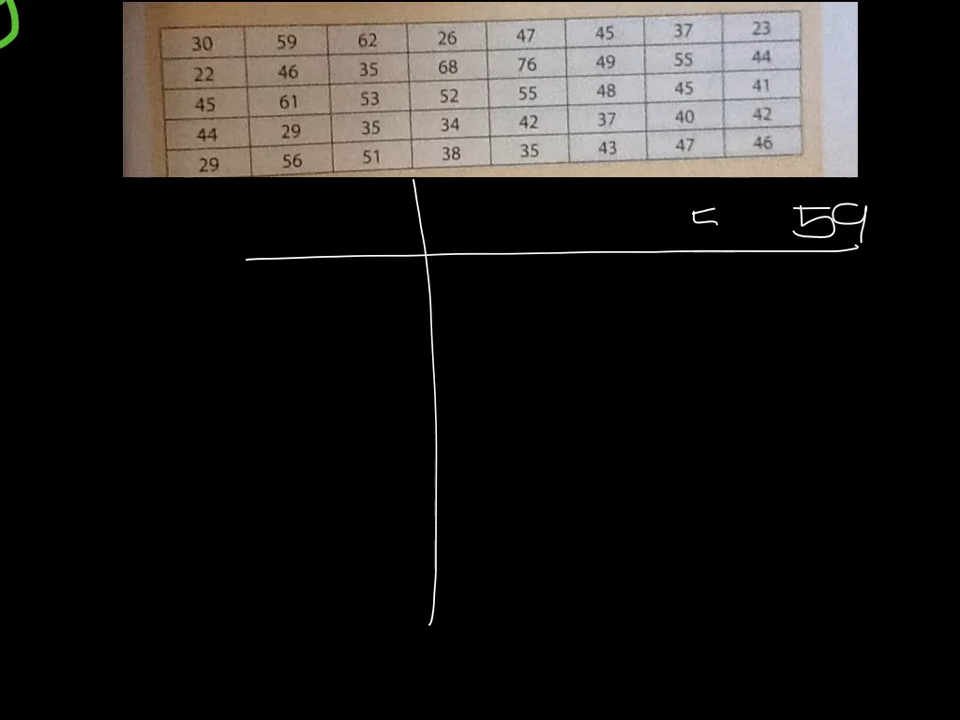 30 59 62 26 47 45 37 23
22 46 35 68 76 49 55 44
45 61 53 52 55 48 45 41
44 29 35 34 42 37 40 42
29 56 51 38 35 43 47 46
59